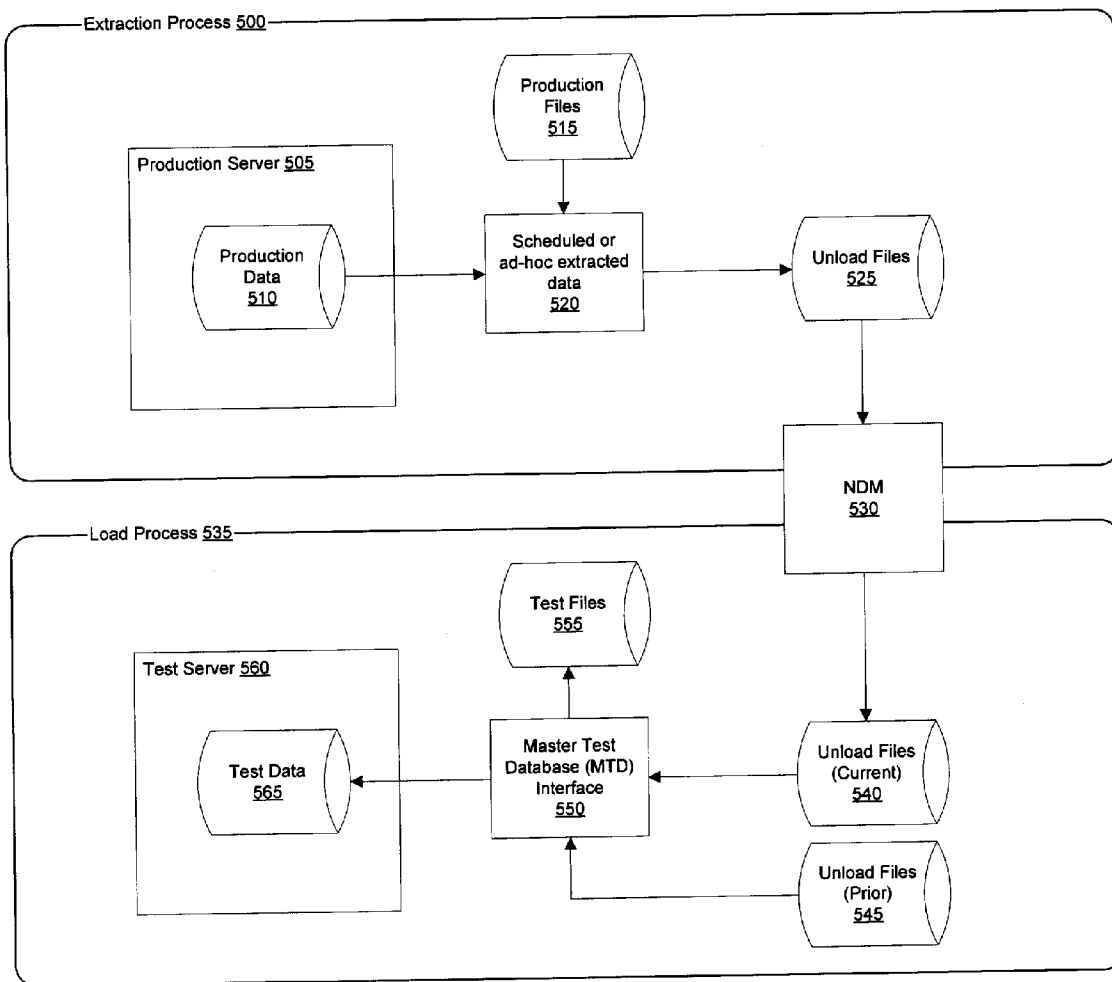 Extraction Process 500
Production
Files
515
Production Server 505
Production
Data
510
Scheduled or
ad-hoc extracted
data
520
Unload Files
525
NDM
530
Load Process 535
Test Files
555
Test Server 560
Test Data
565
Master Test
Database (MTD)
Interface
550
Unload Files
(Current)
540
Unload Files
(Prior)
545